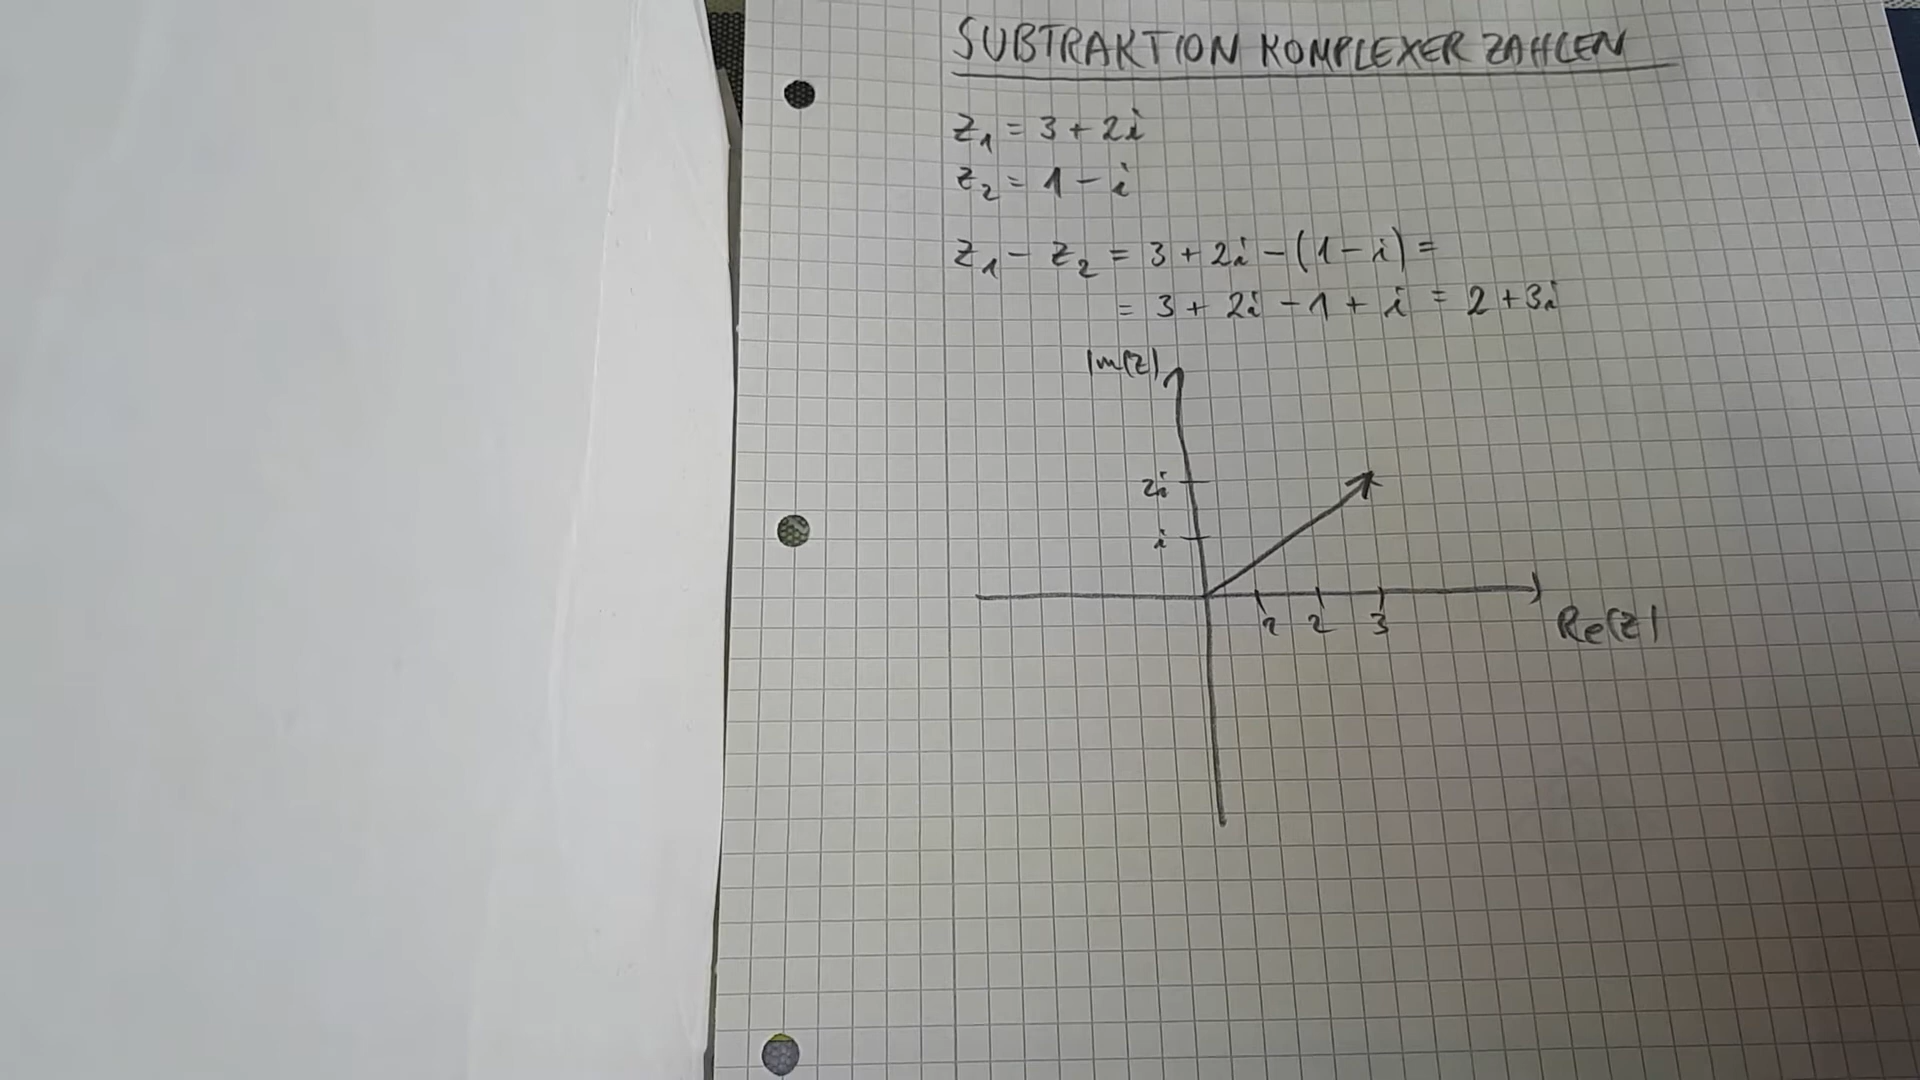 SUBTRAKTION KOMPLEXER ZAHLEN
z₁ = 3 + 2i
z₂ = 1 - i
z₁ - z₂ = 3 + 2i - (1 - i) =
= 3 + 2i - 1 + i = 2 + 3i
Im(z)
2i
i
1 2 3
Re(z)